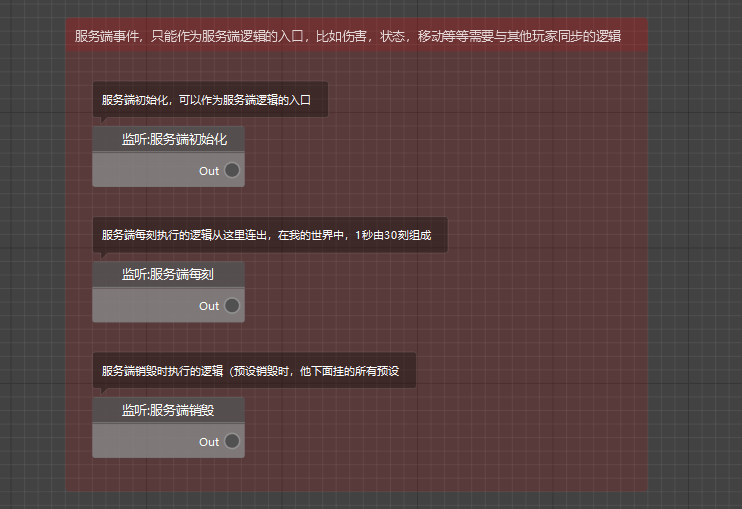 服务端事件，只能作为服务端逻辑的入口，比如伤害，状态，移动等等需要与其他玩家同步的逻辑
服务端初始化，可以作为服务端逻辑的入口
监听:服务端初始化
Out
服务端每刻执行的逻辑从这里连出，在我的世界中，1秒由30刻组成
监听:服务端每刻
Out
服务端销毁时执行的逻辑（预设销毁时，他下面挂的所有预设
监听:服务端销毁
Out